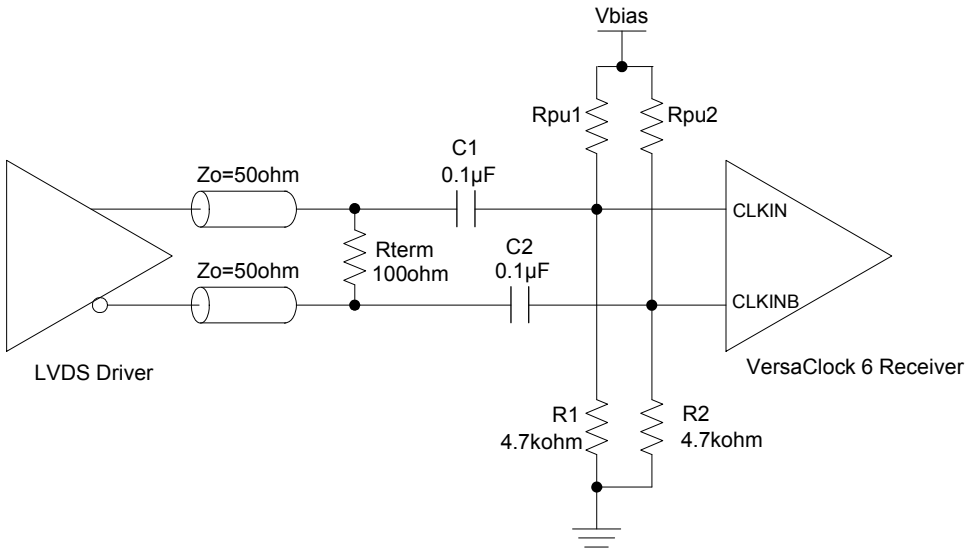 Vbias
Rpu1
Rpu2
C1
0.1µF
Zo=50ohm
CLKIN
Rterm
100ohm
C2
0.1µF
Zo=50ohm
CLKINB
LVDS Driver
VersaClock 6 Receiver
R1
4.7kohm
R2
4.7kohm